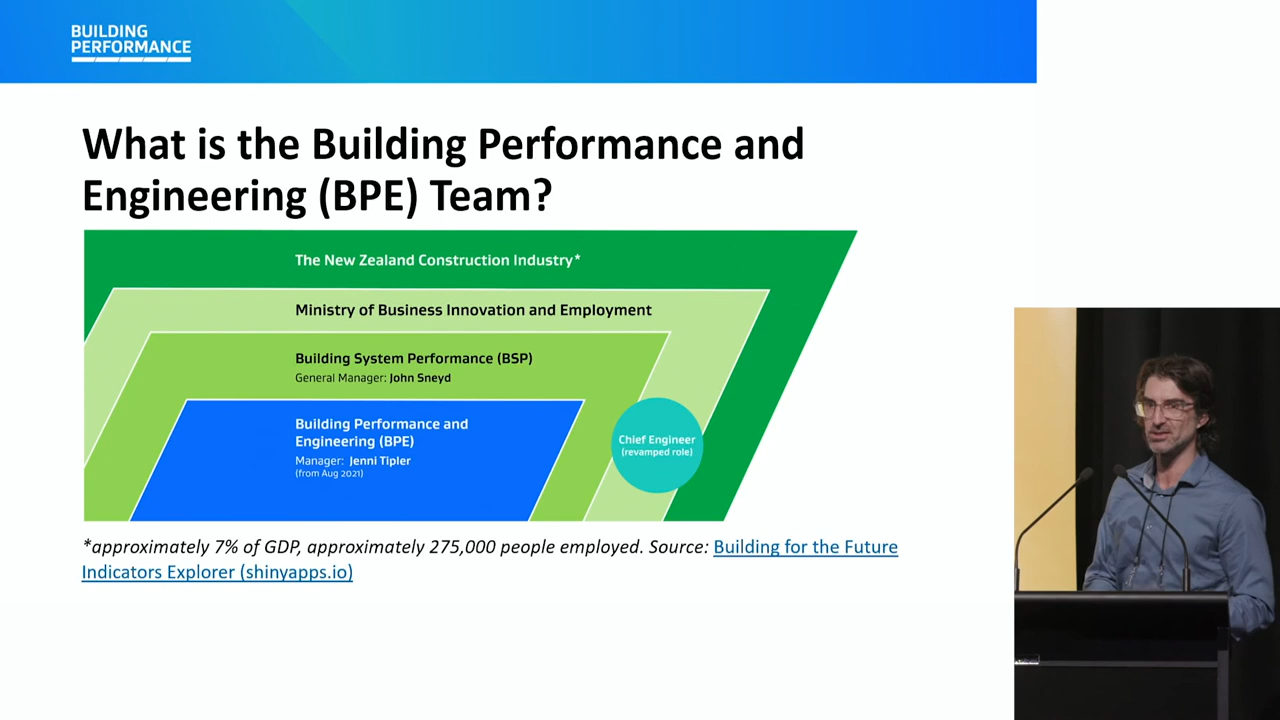 BUILDING
PERFORMANCE
What is the Building Performance and
Engineering (BPE) Team?
The New Zealand Construction Industry*
Ministry of Business Innovation and Employment
Building System Performance (BSP)
General Manager: John Sneyd
Building Performance and
Engineering (BPE)
Manager: Jenni Tipler
(from Aug 2021)
Chief Engineer
(revamped role)
*approximately 7% of GDP, approximately 275,000 people employed. Source: Building for the Future
Indicators Explorer (shinyapps.io)